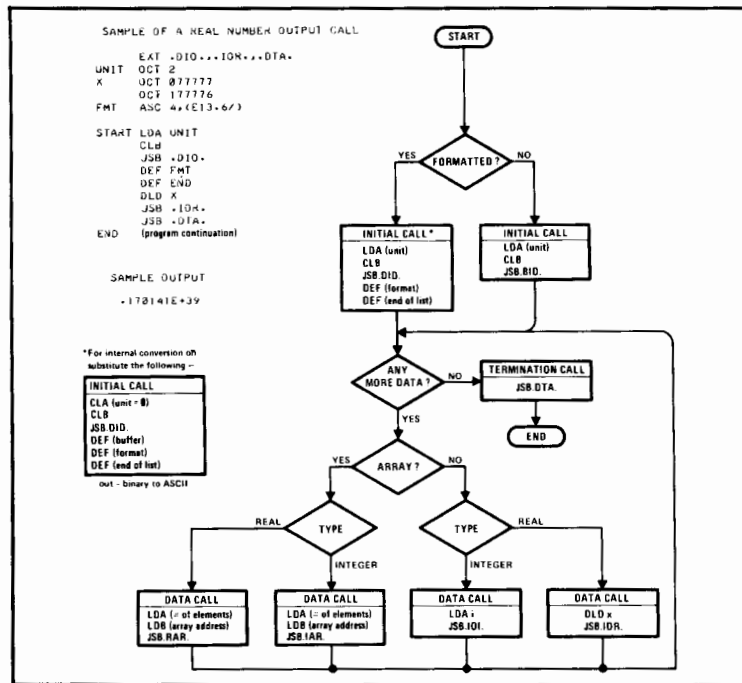 SAMPLE OF A REAL NUMBER OUTPUT CALL
EXT .DIO.,.IOR.,.DTA.
UNIT OCT 2
X OCT 077777
OCT 177776
FMT ASC 4,(E13.6/)
START LDA UNIT
CLB
JSB .DIO.
DEF FMT
DEF END
DLD X
JSB .IOR.
JSB .DTA.
END (program continuation)
SAMPLE OUTPUT
.170141E+39
*For internal conversion on
substitute the following –
INITIAL CALL
CLA (unit = 0)
CLB
JSB.DID.
DEF (buffer)
DEF (format)
DEF (end of list)
out - binary to ASCII
START
FORMATTED ?
YES
NO
INITIAL CALL*
LDA (unit)
CLB
JSB.DID.
DEF (format)
DEF (end of list)
INITIAL CALL
LDA (unit)
CLB
JSB.BID.
ANY
MORE DATA ?
NO
TERMINATION CALL
JSB.DTA.
END
YES
ARRAY ?
YES
NO
TYPE
REAL
INTEGER
TYPE
REAL
INTEGER
DATA CALL
LDA (= of elements)
LDB (array address)
JSB.RAR.
DATA CALL
LDA (= of elements)
LDB (array address)
JSB.IAR.
DATA CALL
LDA i
JSB.IOI.
DATA CALL
DLD x
JSB.IDR.